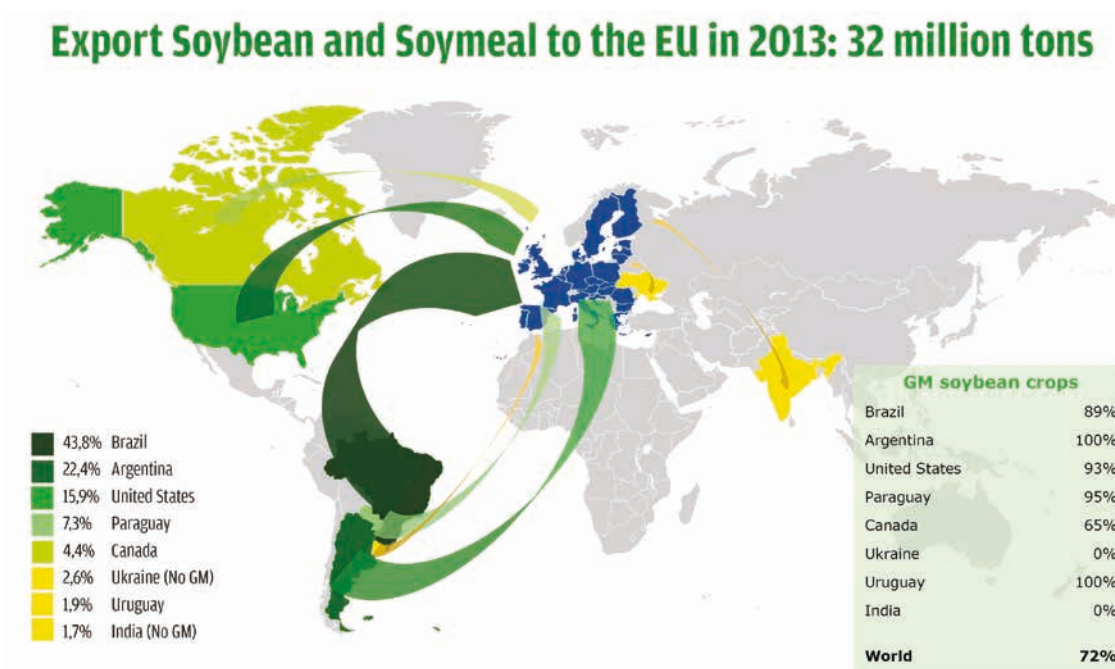 Export Soybean and Soymeal to the EU in 2013: 32 million tons
43,8% Brazil
22,4% Argentina
15,9% United States
7,3% Paraguay
4,4% Canada
2,6% Ukraine (No GM)
1,9% Uruguay
1,7% India (No GM)
GM soybean crops
Brazil 89%
Argentina 100%
United States 93%
Paraguay 95%
Canada 65%
Ukraine 0%
Uruguay 100%
India 0%
World 72%